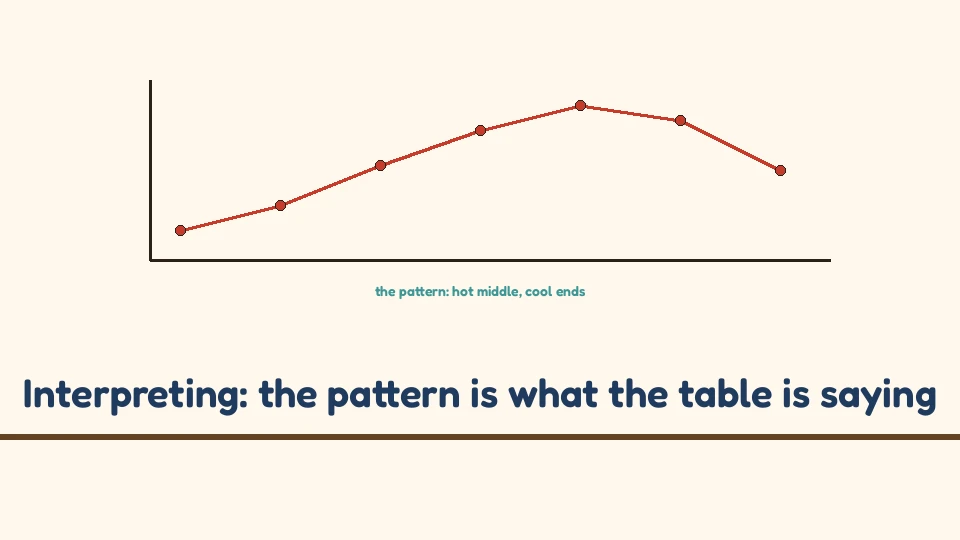 the pattern: hot middle, cool ends
Interpreting: the pattern is what the table is saying